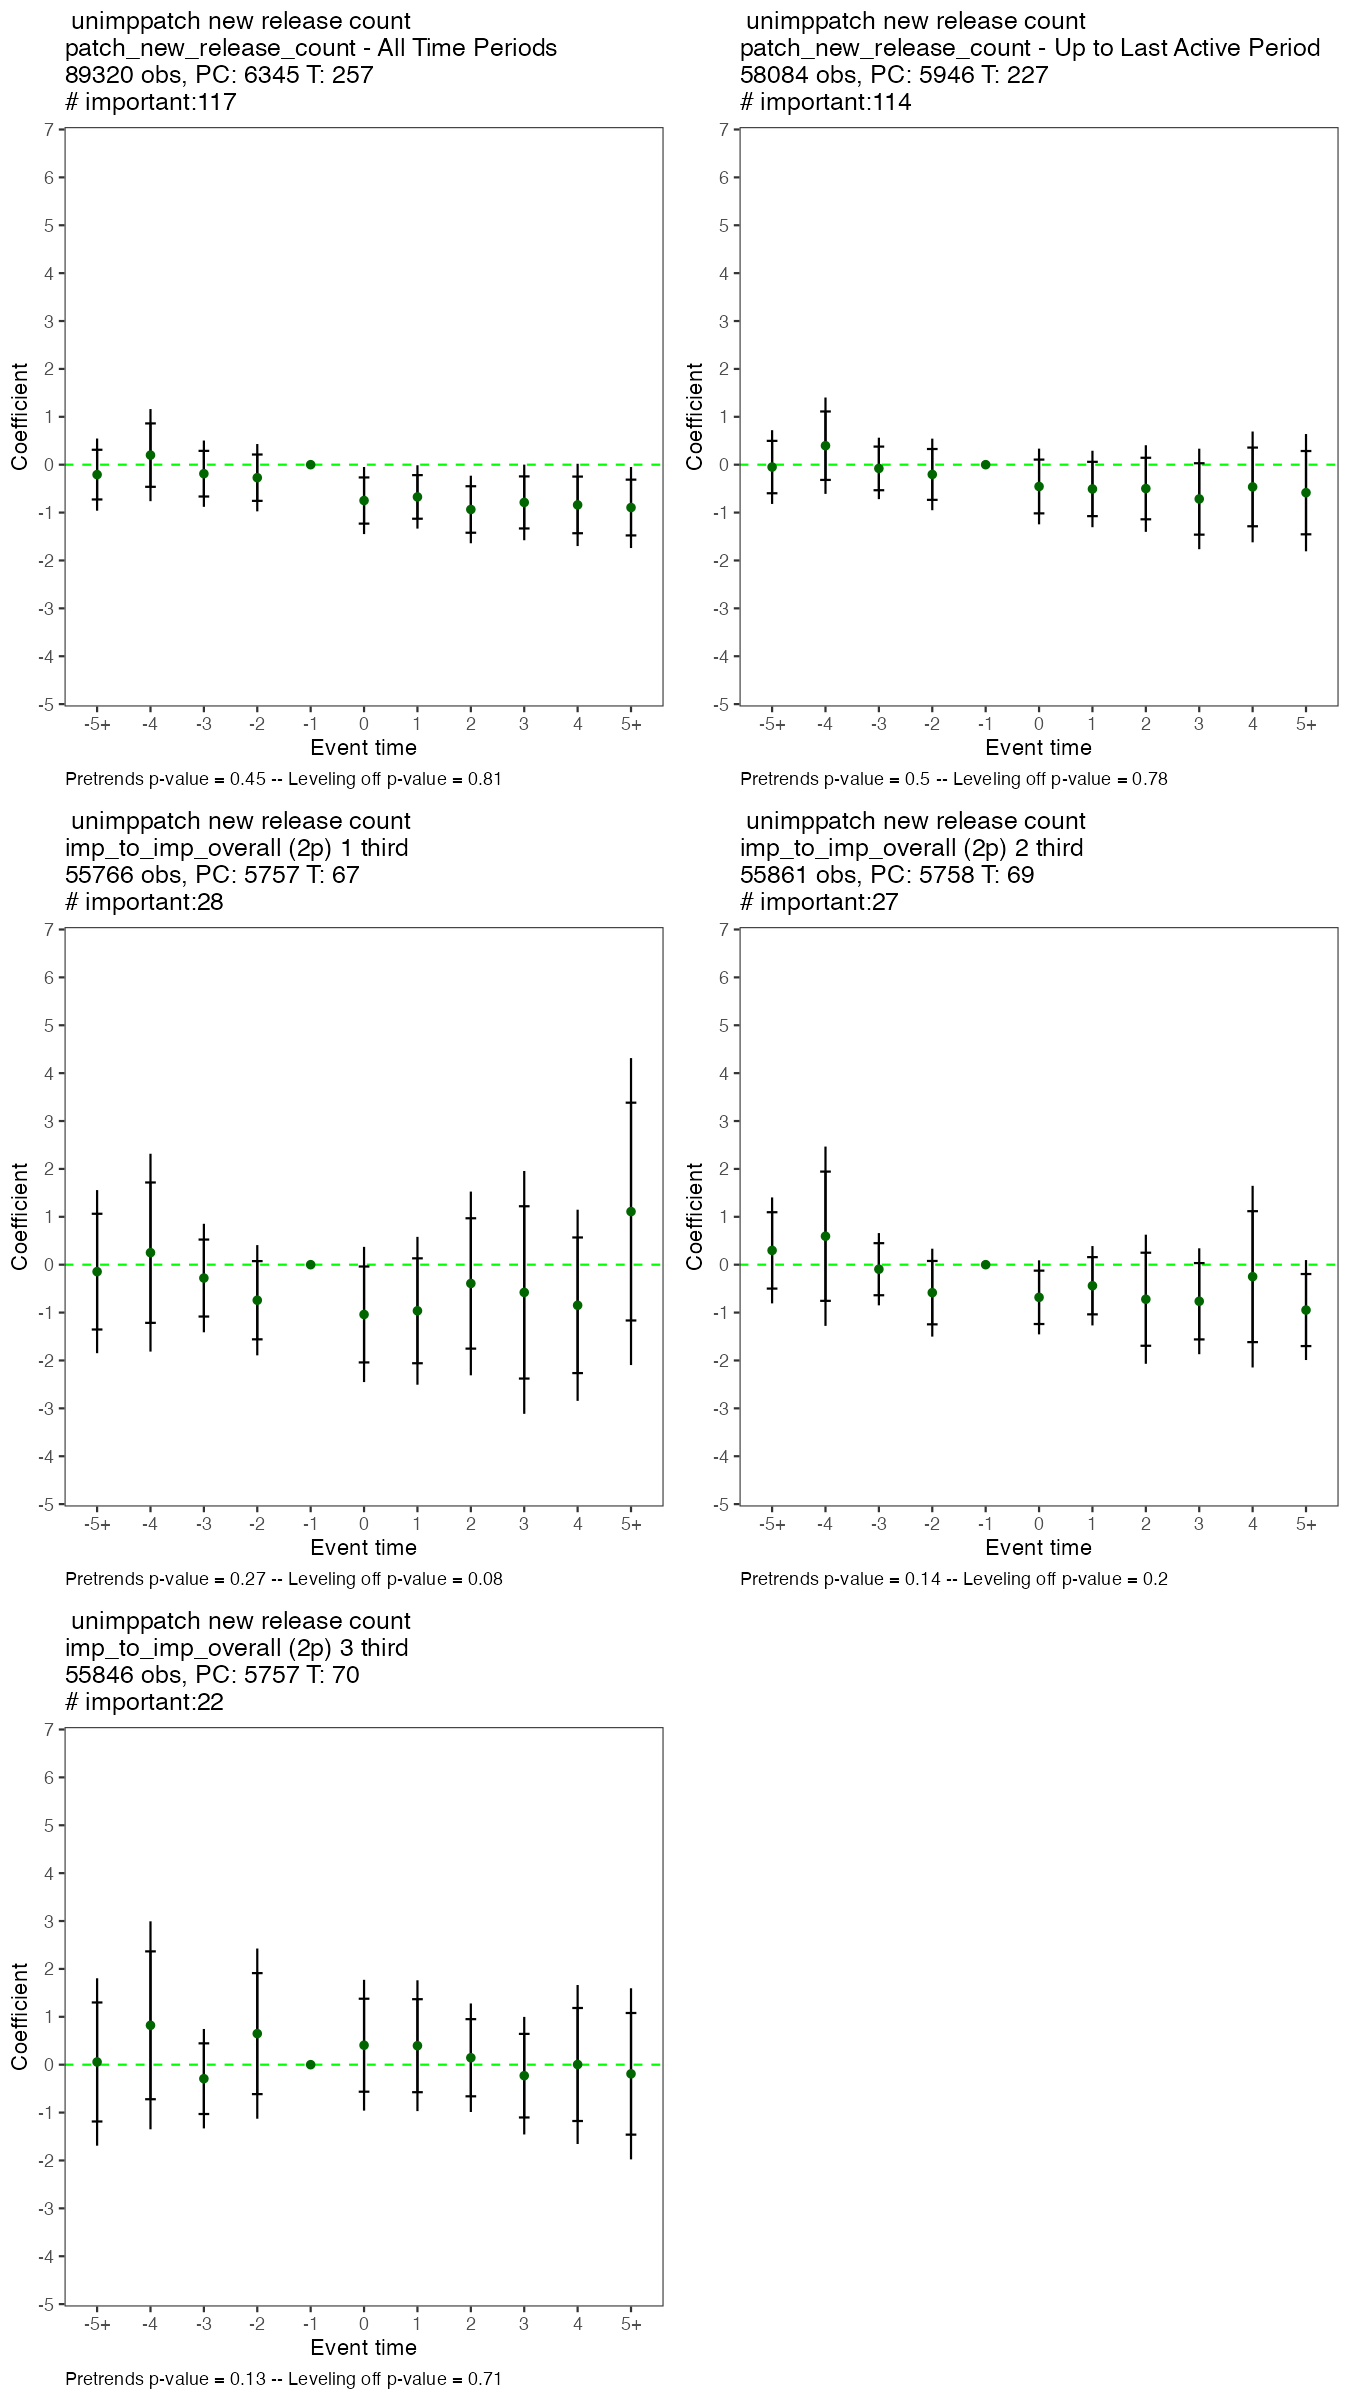 unimppatch new release count
patch_new_release_count - All Time Periods
89320 obs, PC: 6345 T: 257
# important:117
7
6
5
4
3
2
1
0
-1
-2
-3
-4
-5
Coefficient
-5+ -4 -3 -2 -1 0 1 2 3 4 5+
Event time
Pretrends p-value = 0.45 -- Leveling off p-value = 0.81
unimppatch new release count
patch_new_release_count - Up to Last Active Period
58084 obs, PC: 5946 T: 227
# important:114
7
6
5
4
3
2
1
0
-1
-2
-3
-4
-5
Coefficient
-5+ -4 -3 -2 -1 0 1 2 3 4 5+
Event time
Pretrends p-value = 0.5 -- Leveling off p-value = 0.78
unimppatch new release count
imp_to_imp_overall (2p) 1 third
55766 obs, PC: 5757 T: 67
# important:28
7
6
5
4
3
2
1
0
-1
-2
-3
-4
-5
Coefficient
-5+ -4 -3 -2 -1 0 1 2 3 4 5+
Event time
Pretrends p-value = 0.27 -- Leveling off p-value = 0.08
unimppatch new release count
imp_to_imp_overall (2p) 2 third
55861 obs, PC: 5758 T: 69
# important:27
7
6
5
4
3
2
1
0
-1
-2
-3
-4
-5
Coefficient
-5+ -4 -3 -2 -1 0 1 2 3 4 5+
Event time
Pretrends p-value = 0.14 -- Leveling off p-value = 0.2
unimppatch new release count
imp_to_imp_overall (2p) 3 third
55846 obs, PC: 5757 T: 70
# important:22
7
6
5
4
3
2
1
0
-1
-2
-3
-4
-5
Coefficient
-5+ -4 -3 -2 -1 0 1 2 3 4 5+
Event time
Pretrends p-value = 0.13 -- Leveling off p-value = 0.71